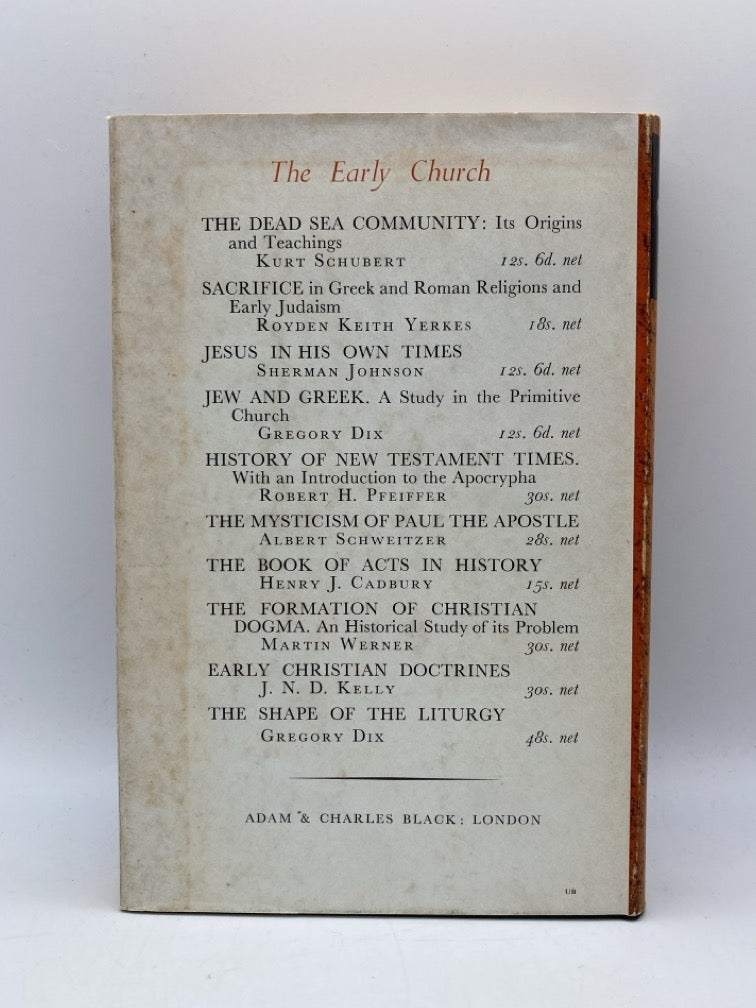 The Early Church
THE DEAD SEA COMMUNITY: Its Origins
and Teachings
KURT SCHUBERT 12s. 6d. net
SACRIFICE in Greek and Roman Religions and
Early Judaism
ROYDEN KEITH YERKES 18s. net
JESUS IN HIS OWN TIMES
SHERMAN JOHNSON 12s. 6d. net
JEW AND GREEK. A Study in the Primitive
Church
GREGORY DIX 12s. 6d. net
HISTORY OF NEW TESTAMENT TIMES.
With an Introduction to the Apocrypha
ROBERT H. PFEIFFER 30s. net
THE MYSTICISM OF PAUL THE APOSTLE
ALBERT SCHWEITZER 28s. net
THE BOOK OF ACTS IN HISTORY
HENRY J. CADBURY 15s. net
THE FORMATION OF CHRISTIAN
DOGMA. An Historical Study of its Problem
MARTIN WERNER 30s. net
EARLY CHRISTIAN DOCTRINES
J. N. D. KELLY 30s. net
THE SHAPE OF THE LITURGY
GREGORY DIX 48s. net
ADAM & CHARLES BLACK: LONDON
UB